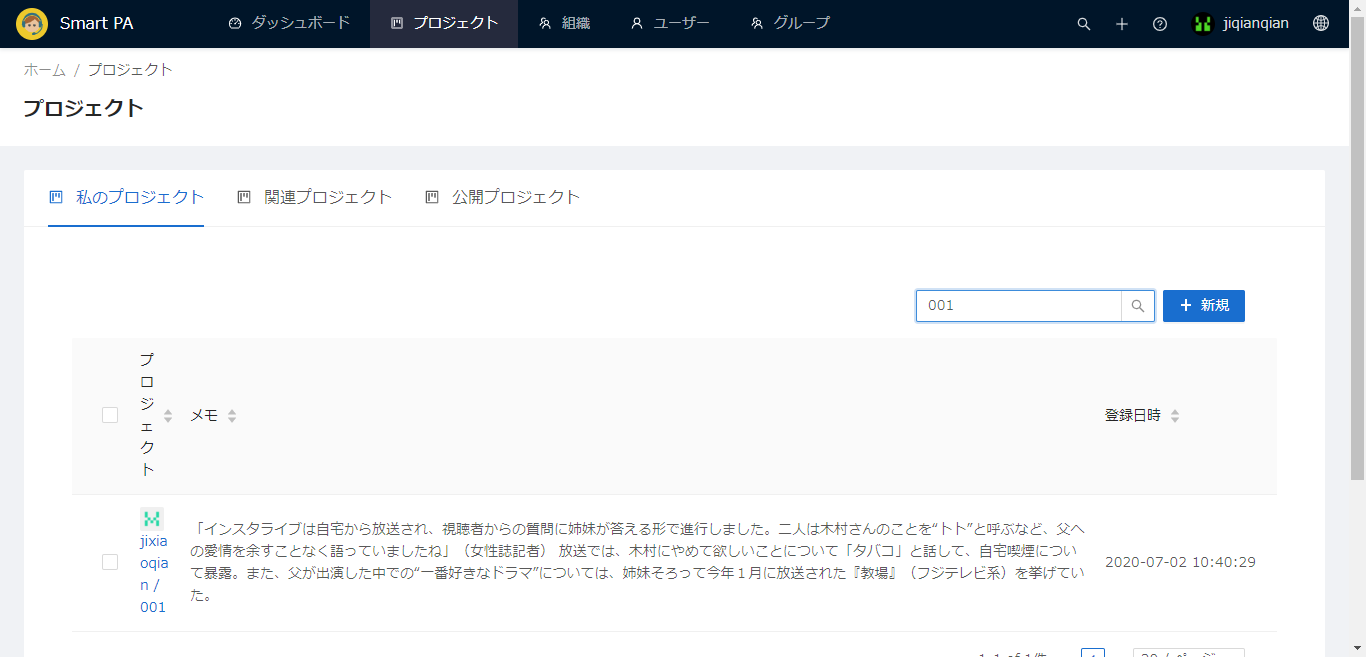 Smart PA ダッシュボード プロジェクト 組織 ユーザー グループ jiqianqian
ホーム / プロジェクト
プロジェクト
私のプロジェクト 関連プロジェクト 公開プロジェクト
001 新規
プロジェクト メモ 登録日時
jixia
oqia
n /
001
「インスタライブは自宅から放送され、視聴者からの質問に姉妹が答える形で進行しました。二人は木村さんのことを“トト”と呼ぶなど、父へ
の愛情を余すことなく語っていましたね」（女性誌記者） 放送では、木村にやめて欲しいことについて「タバコ」と話して、自宅喫煙につい
て暴露。また、父が出演した中での“一番好きなドラマ”については、姉妹そろって今年１月に放送された『教場』（フジテレビ系）を挙げてい
た。
2020-07-02 10:40:29